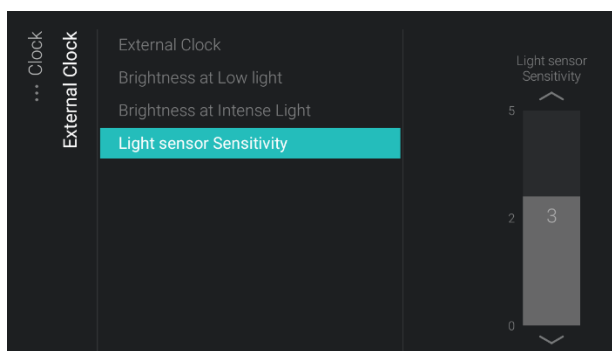 ... Clock
External Clock
External Clock
Brightness at Low light
Brightness at Intense Light
Light sensor Sensitivity
Light sensor
Sensitivity
5
3
2
0